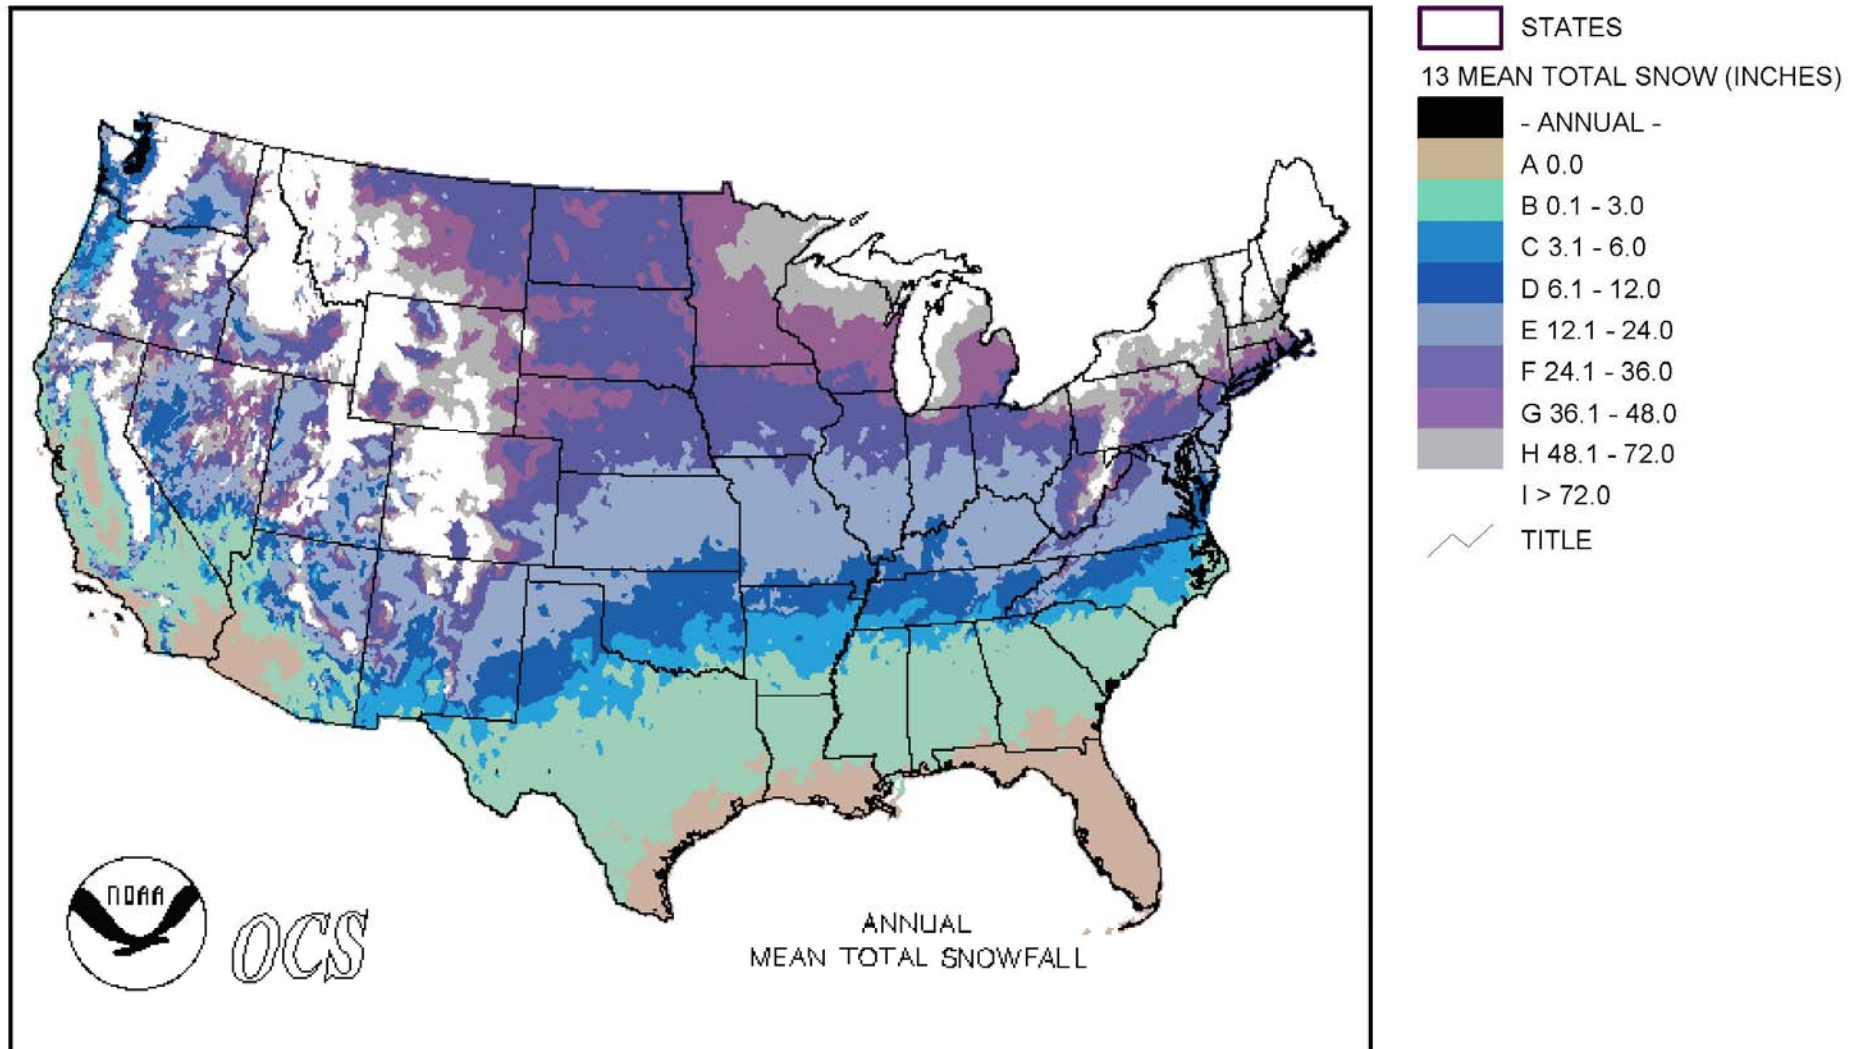 STATES
13 MEAN TOTAL SNOW (INCHES)
- ANNUAL -
A 0.0
B 0.1 - 3.0
C 3.1 - 6.0
D 6.1 - 12.0
E 12.1 - 24.0
F 24.1 - 36.0
G 36.1 - 48.0
H 48.1 - 72.0
I > 72.0
TITLE
NOAA
OCS
ANNUAL
MEAN TOTAL SNOWFALL